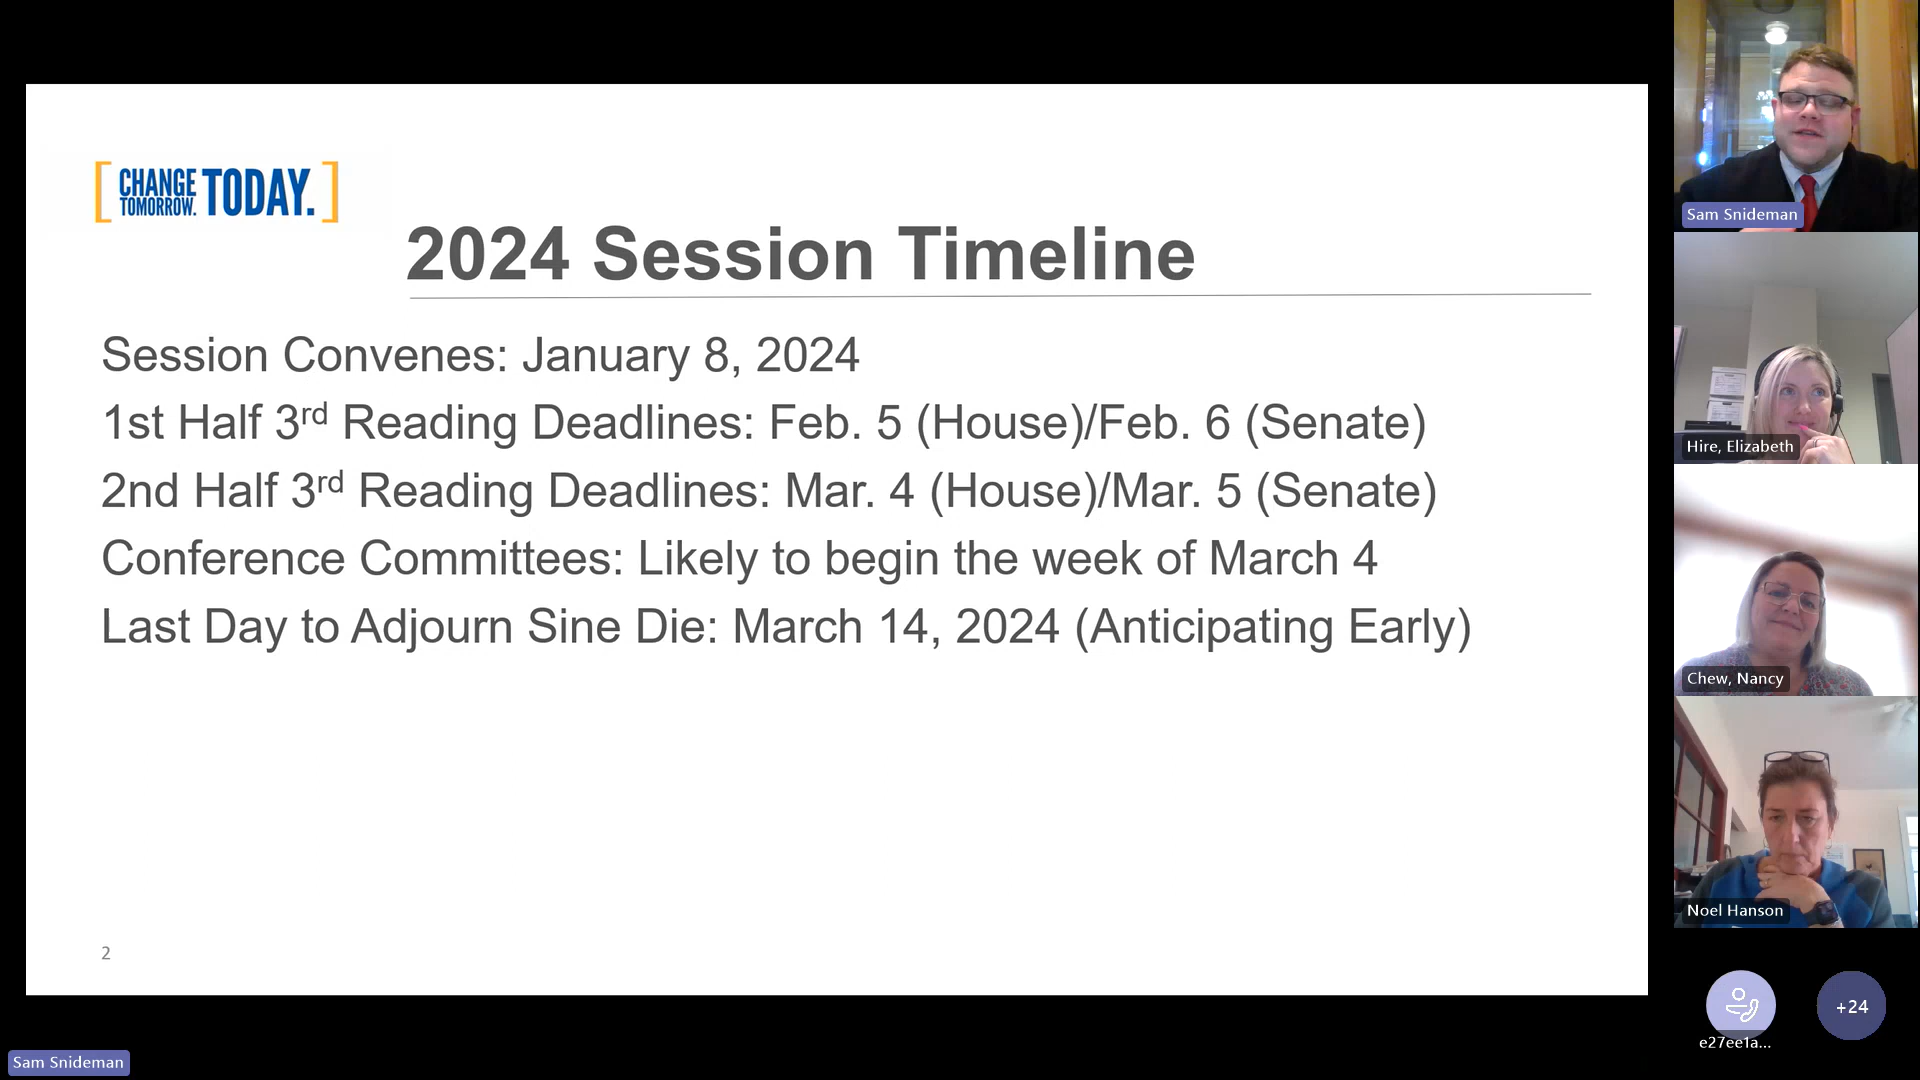 [CHANGE TOMORROW. TODAY.]
2024 Session Timeline
Session Convenes: January 8, 2024
1st Half 3rd Reading Deadlines: Feb. 5 (House)/Feb. 6 (Senate)
2nd Half 3rd Reading Deadlines: Mar. 4 (House)/Mar. 5 (Senate)
Conference Committees: Likely to begin the week of March 4
Last Day to Adjourn Sine Die: March 14, 2024 (Anticipating Early)
2
Sam Snideman
Hire, Elizabeth
Chew, Nancy
Noel Hanson
e27ee1a...
+24
Sam Snideman